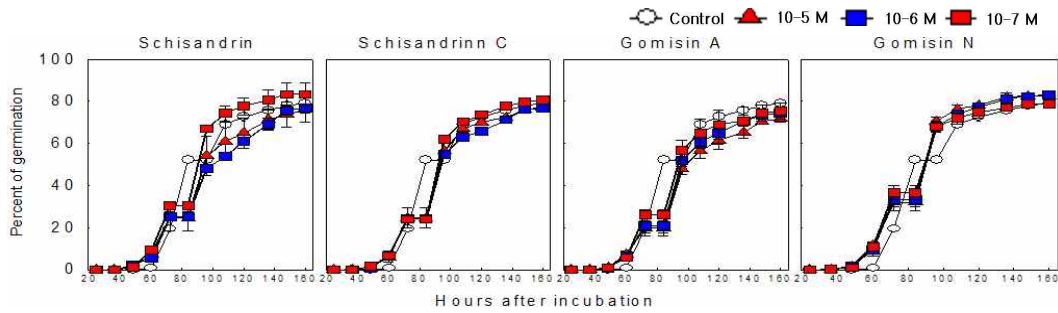 Control 10-5 M 10-6 M 10-7 M
Schisandrin Schisandrinn C Gomisin A Gomisin N
Percent of germination
100
80
60
40
20
0
20 40 60 80 100 120 140 160 20 40 60 80 100 120 140 160 20 40 60 80 100 120 140 160 20 40 60 80 100 120 140 160
Hours after incubation